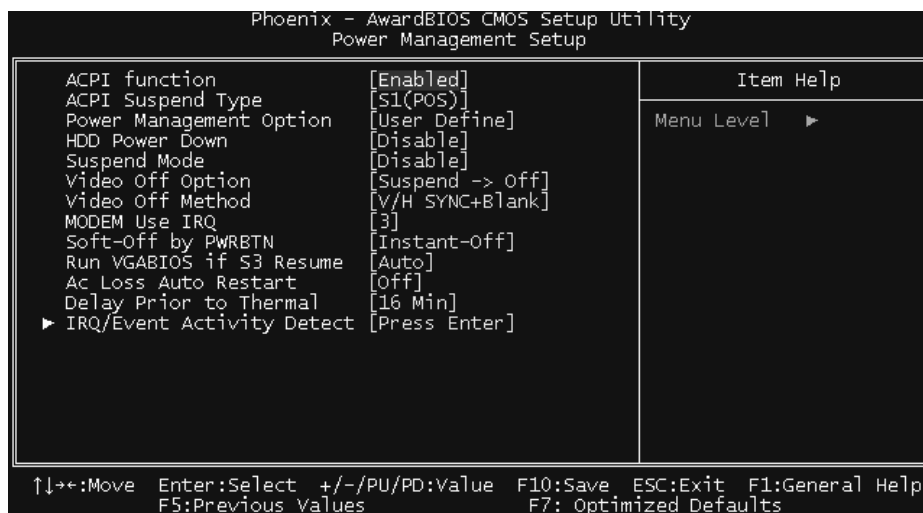 Phoenix - AwardBIOS CMOS Setup Utility
Power Management Setup
ACPI function [Enabled]
ACPI Suspend Type [S1(POS)]
Power Management Option [User Define]
HDD Power Down [Disable]
Suspend Mode [Disable]
Video Off Option [Suspend -> Off]
Video Off Method [V/H SYNC+Blank]
MODEM Use IRQ [3]
Soft-Off by PWRBTN [Instant-Off]
Run VGABIOS if S3 Resume [Auto]
Ac Loss Auto Restart [Off]
Delay Prior to Thermal [16 Min]
► IRQ/Event Activity Detect [Press Enter]
Item Help
Menu Level ►
↑↓→←:Move Enter:Select +/-/PU/PD:Value F10:Save ESC:Exit F1:General Help
F5:Previous Values F7: Optimized Defaults